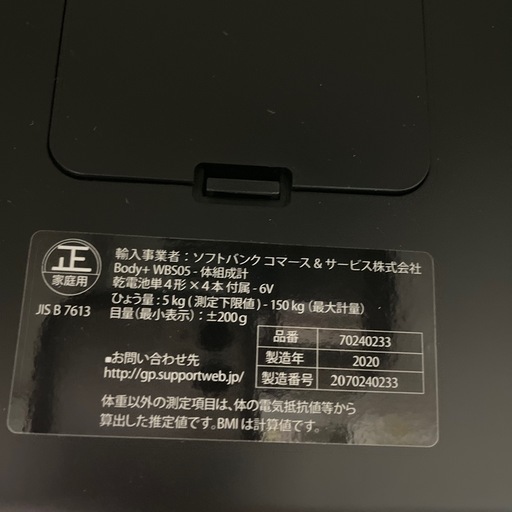 正
家庭用
JIS B 7613
輸入事業者：ソフトバンク コマース＆サービス株式会社
Body+ WBS05 - 体組成計
乾電池単4形×4本 付属 - 6V
ひょう量：5 kg ( 測定下限値 ) - 150 kg（最大計量）
目量（最小表示）：±200g
■お問い合わせ先
http://gp.supportweb.jp/
品番 70240233
製造年 2020
製造番号 2070240233
体重以外の測定項目は、体の電気抵抗値等から
算出した推定値です。BMIは計算値です。